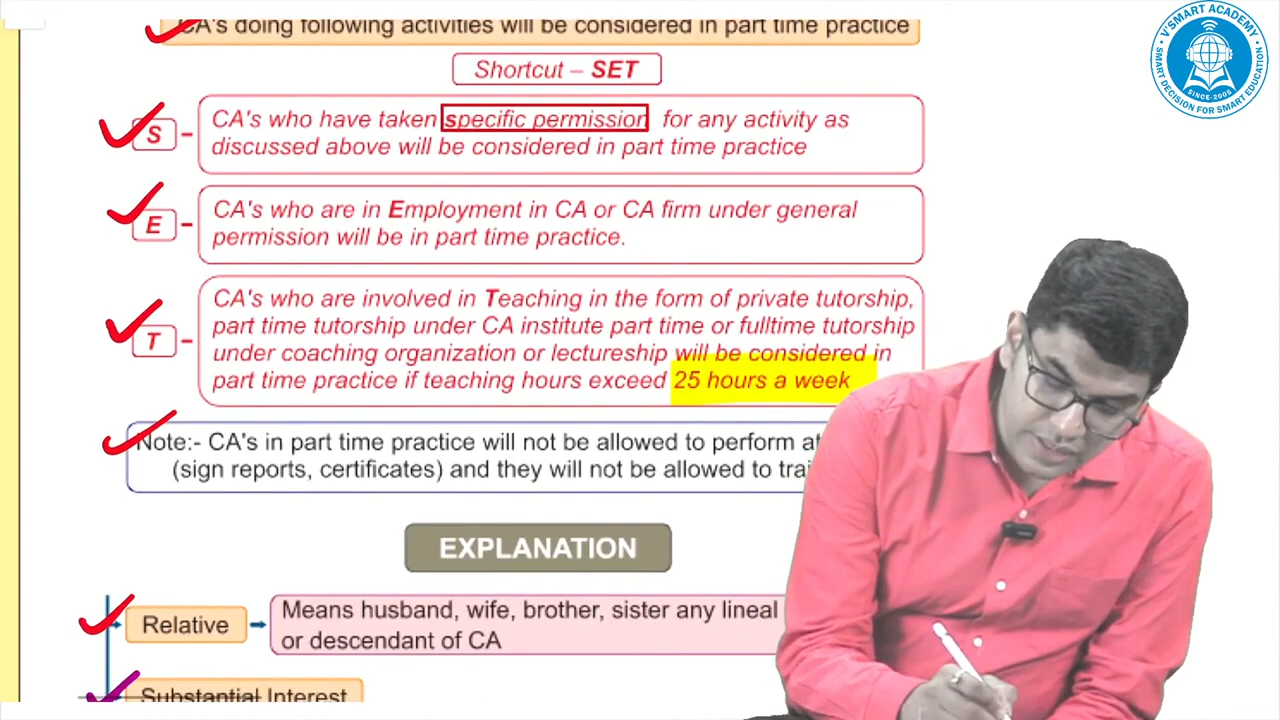 CA's doing following activities will be considered in part time practice
Shortcut – SET
S – CA's who have taken specific permission for any activity as
discussed above will be considered in part time practice
E – CA's who are in Employment in CA or CA firm under general
permission will be in part time practice.
T – CA's who are involved in Teaching in the form of private tutorship,
part time tutorship under CA institute part time or fulltime tutorship
under coaching organization or lectureship will be considered in
part time practice if teaching hours exceed 25 hours a week
Note:- CA's in part time practice will not be allowed to perform
(sign reports, certificates) and they will not be allowed to
EXPLANATION
Relative
Means husband, wife, brother, sister any lineal
or descendant of CA
Substantial Interest
V'SMART ACADEMY
SMART DECISION FOR SMART EDUCATION
SINCE-2005